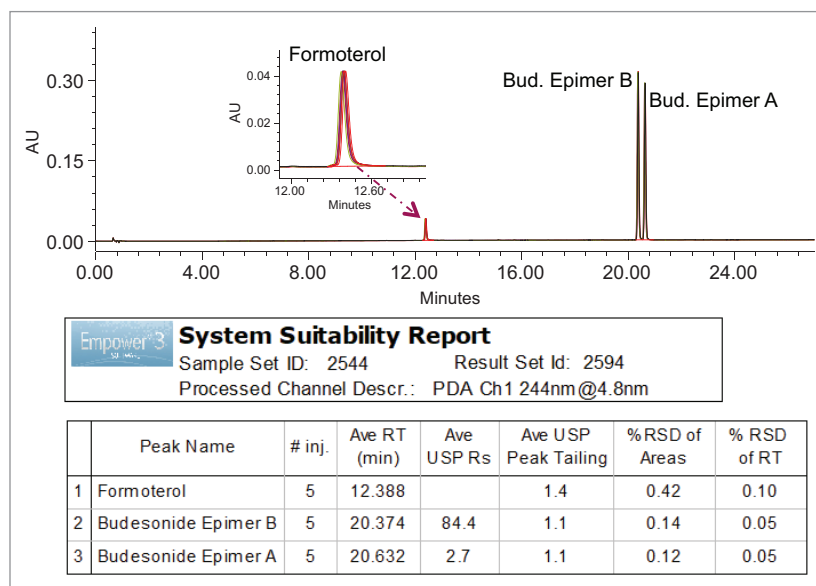 Formoterol
0.04
0.02
0.00
AU
12.00 12.60
Minutes
Bud. Epimer B
Bud. Epimer A
0.30
0.15
0.00
AU
0.00 4.00 8.00 12.00 16.00 20.00 24.00
Minutes
Empower 3
System Suitability Report
Sample Set ID: 2544 Result Set Id: 2594
Processed Channel Descr.: PDA Ch1 244nm@4.8nm
Peak Name # inj. Ave RT (min) Ave USP Rs Ave USP Peak Tailing %RSD of Areas % RSD of RT
1 Formoterol 5 12.388 1.4 0.42 0.10
2 Budesonide Epimer B 5 20.374 84.4 1.1 0.14 0.05
3 Budesonide Epimer A 5 20.632 2.7 1.1 0.12 0.05